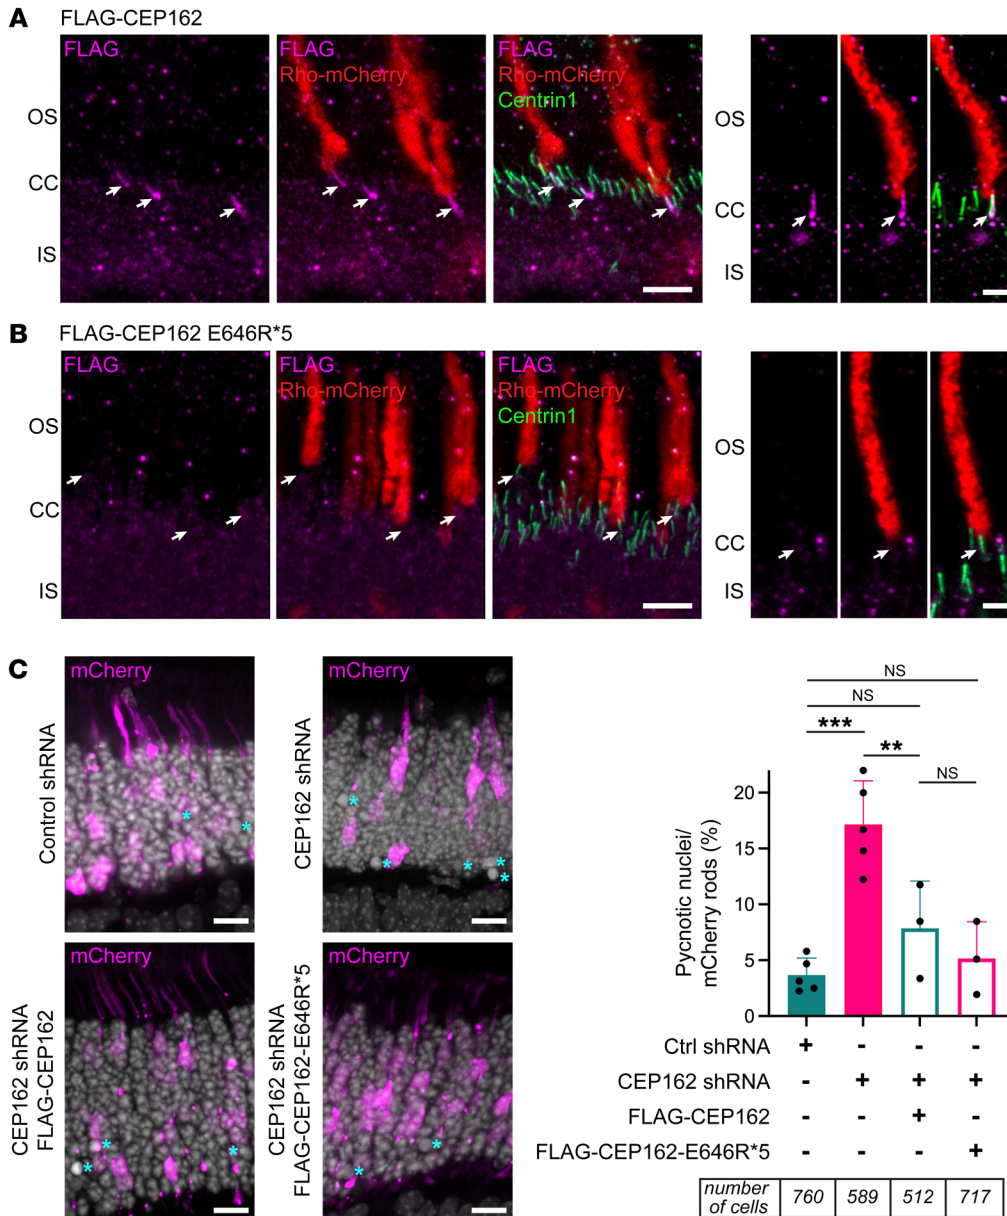 A
FLAG-CEP162
FLAG
FLAG
Rho-mCherry
FLAG
Rho-mCherry
Centrin1
OS
CC
IS
OS
CC
IS
B
FLAG-CEP162 E646R*5
FLAG
FLAG
Rho-mCherry
FLAG
Rho-mCherry
Centrin1
OS
CC
IS
OS
CC
IS
C
Control shRNA
mCherry
* *
CEP162 shRNA
mCherry
* * * * *
CEP162 shRNA
FLAG-CEP162
mCherry
* * *
CEP162 shRNA
FLAG-CEP162-E646R*5
mCherry
* *
NS
NS
***
**
NS
Pycnotic nuclei/
mCherry rods (%)
20
15
10
5
0
Ctrl shRNA + - - -
CEP162 shRNA - + + +
FLAG-CEP162 - - + -
FLAG-CEP162-E646R*5 - - - +
number
of cells
760 589 512 717